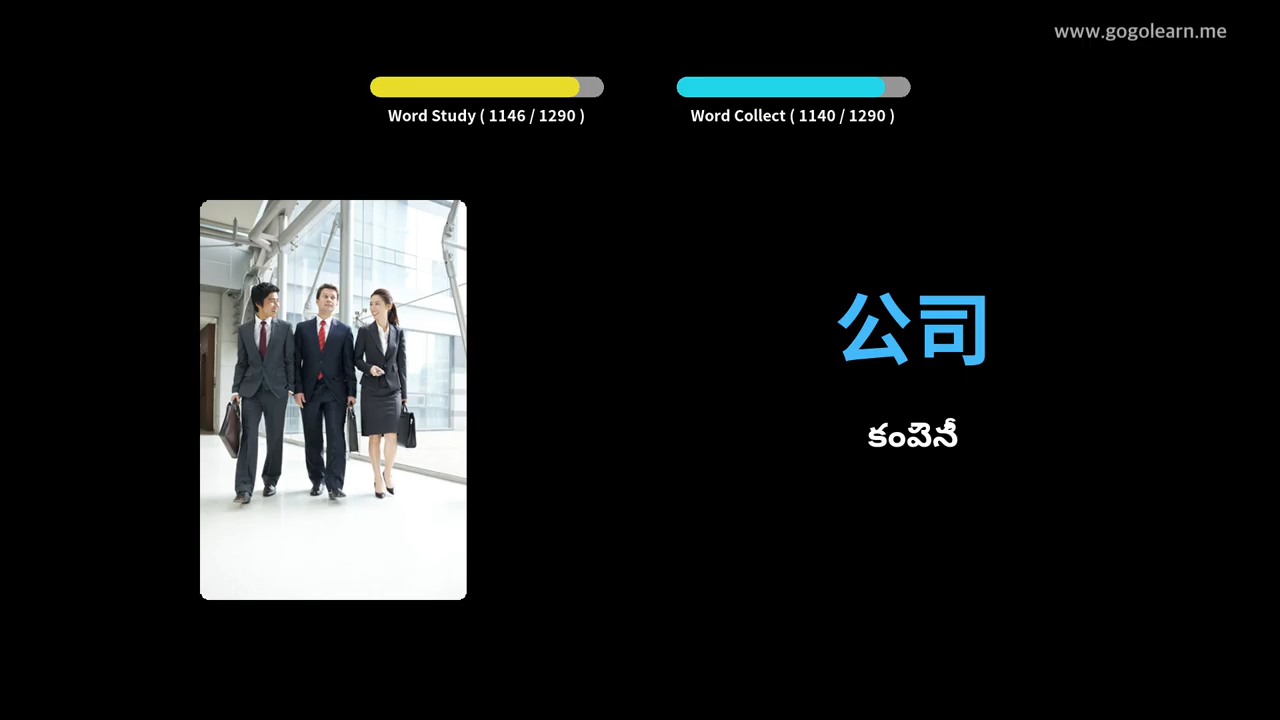 www.gogolearn.me
Word Study ( 1146 / 1290 )
Word Collect ( 1140 / 1290 )
公司
కంపెనీ